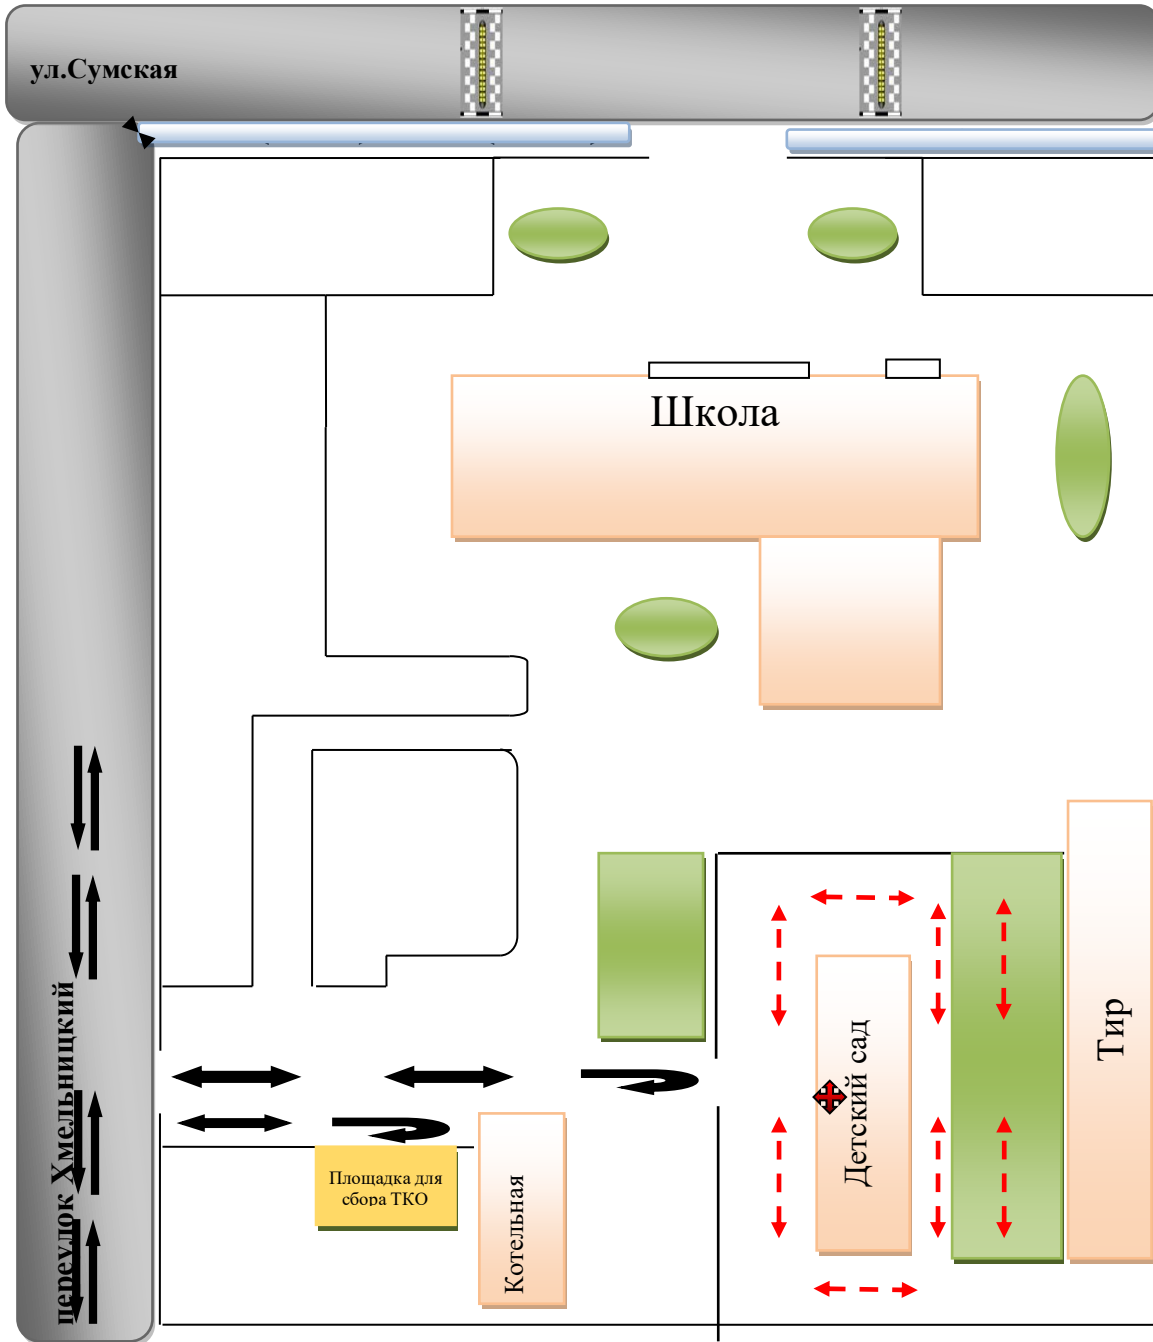 ул.Сумская
Школа
переулок Хмельницкий
Детский сад
Тир
Площадка для
сбора ТКО
Котельная